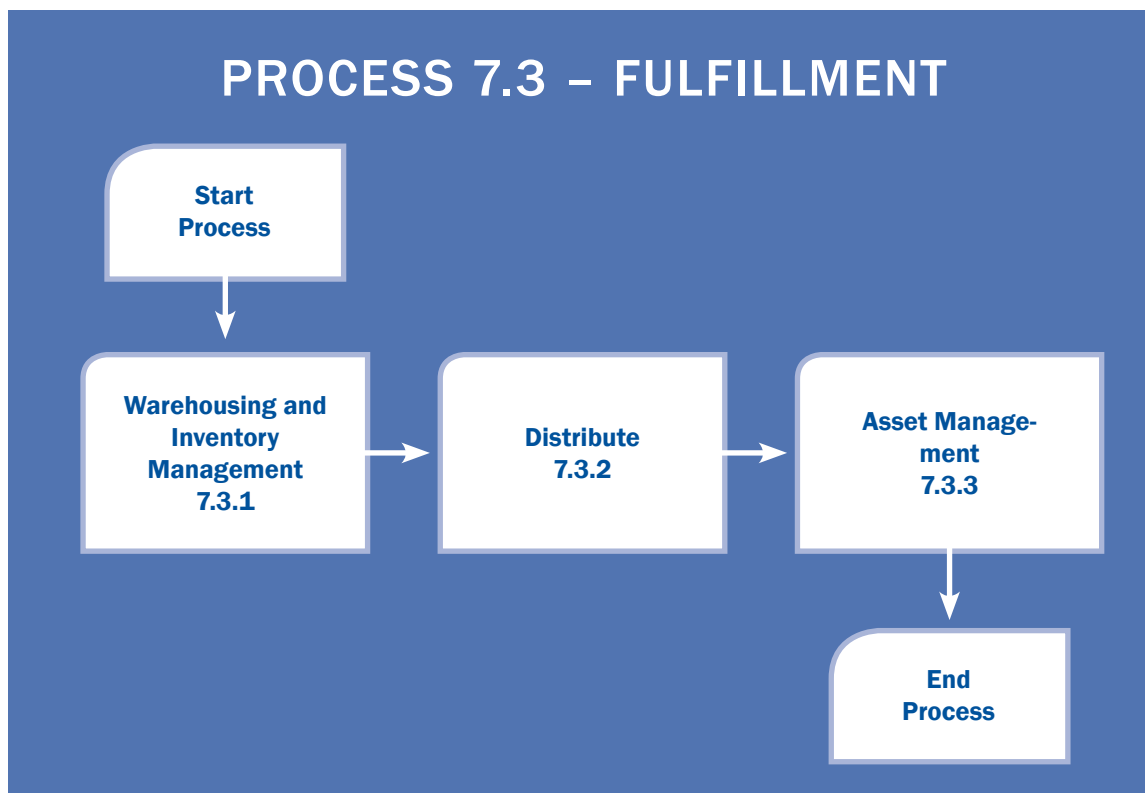 PROCESS 7.3 – FULFILLMENT
Start
Process
Warehousing and
Inventory
Management
7.3.1
Distribute
7.3.2
Asset Manage-
ment
7.3.3
End
Process